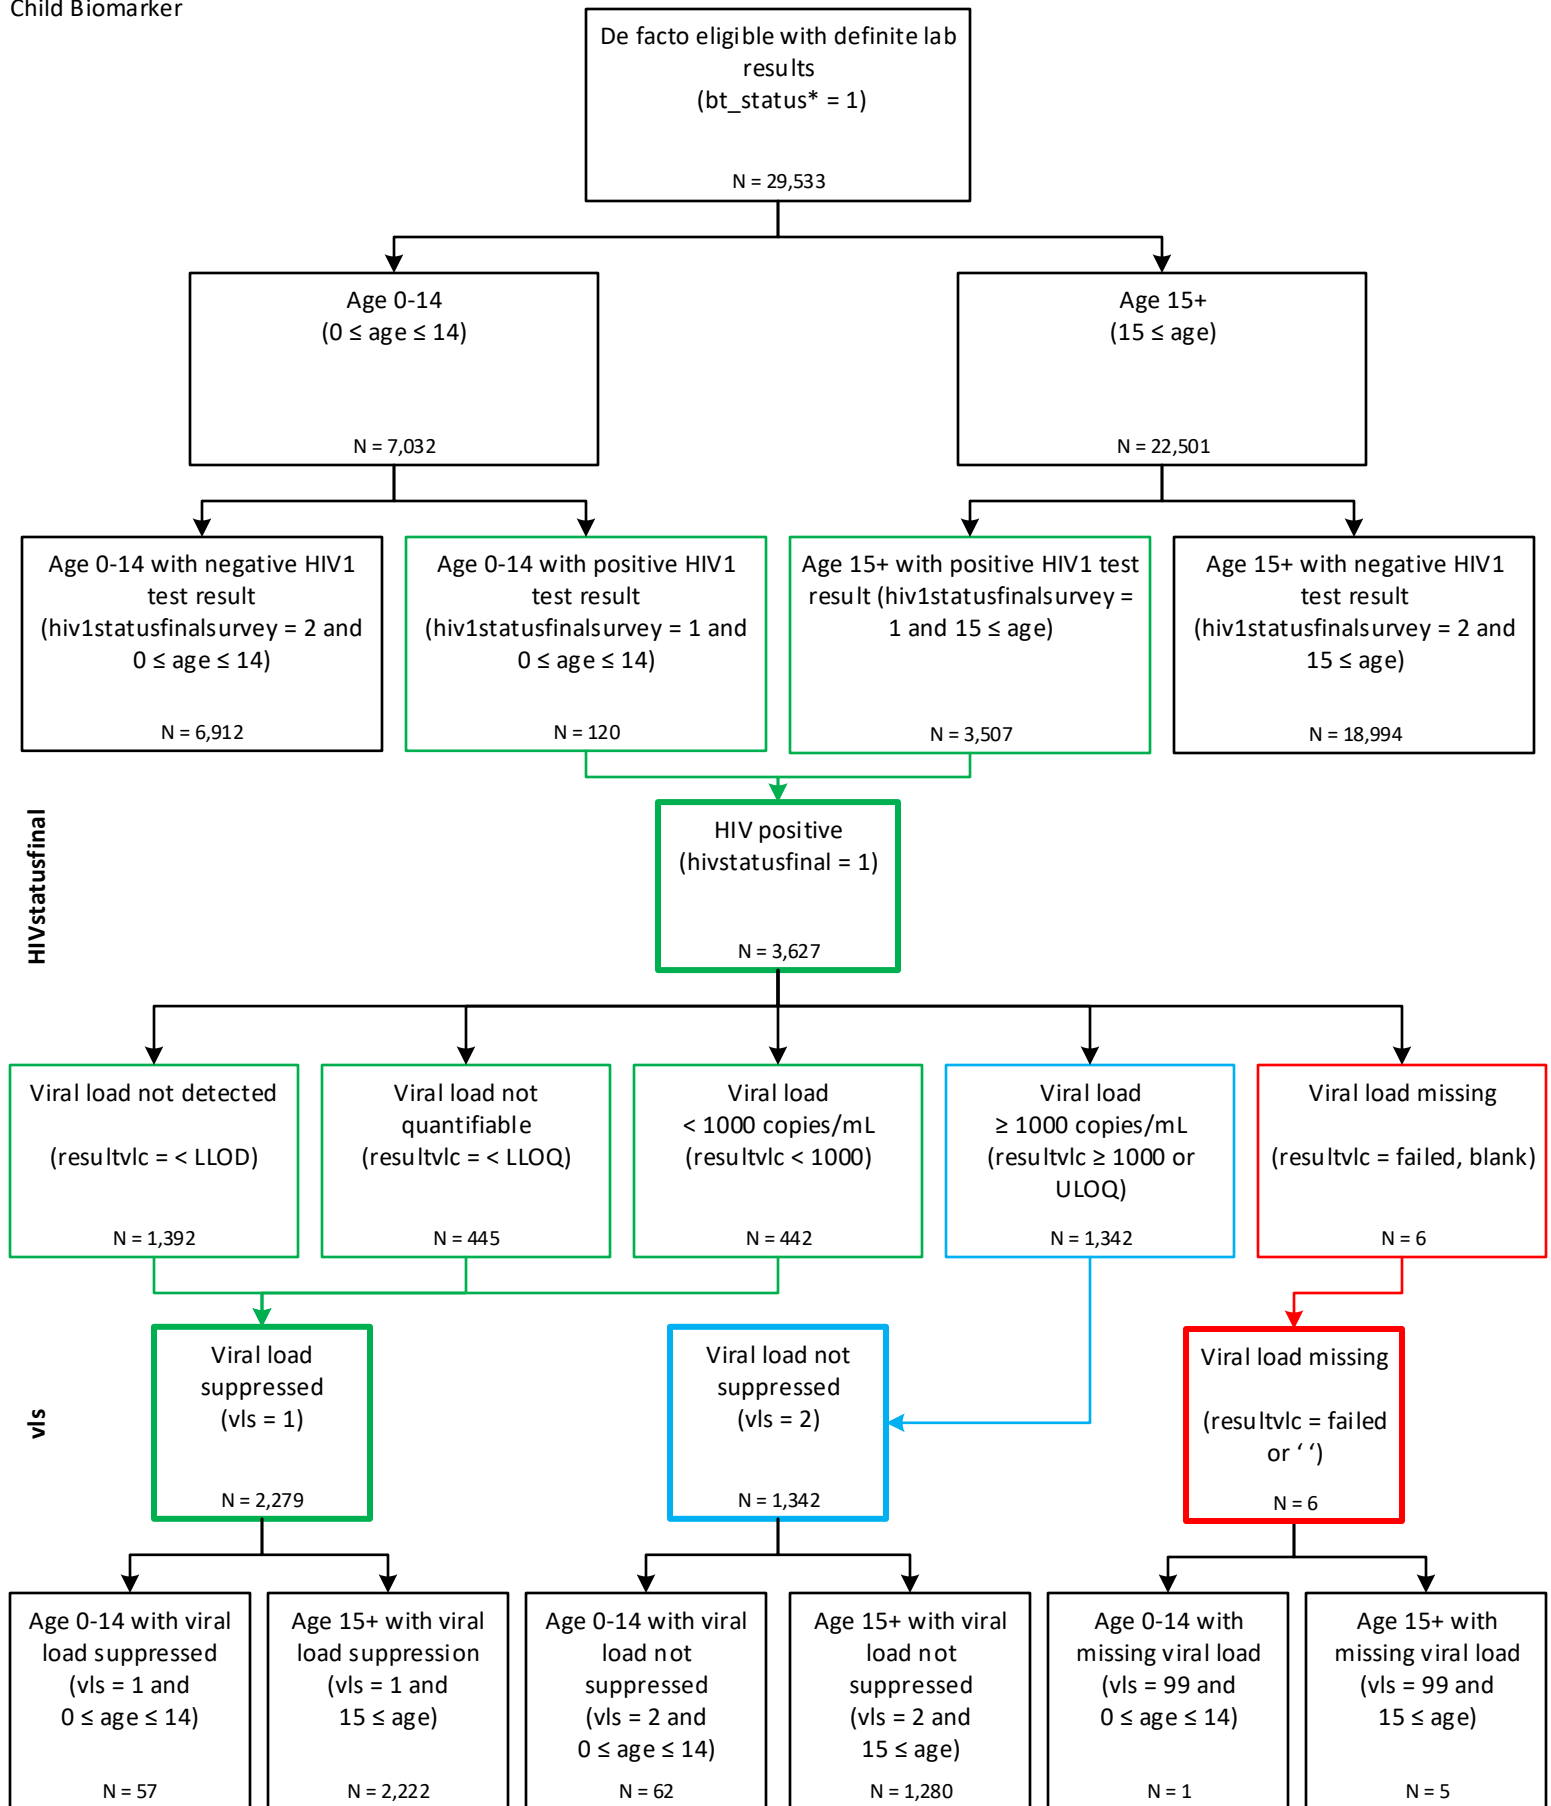 Child Biomarker
De facto eligible with definite lab
results
(bt_status* = 1)
N = 29,533
Age 0-14
(0 ≤ age ≤ 14)
N = 7,032
Age 15+
(15 ≤ age)
N = 22,501
Age 0-14 with negative HIV1
test result
(hiv1statusfinalsurvey = 2 and
0 ≤ age ≤ 14)
N = 6,912
Age 0-14 with positive HIV1
test result
(hiv1statusfinalsurvey = 1 and
0 ≤ age ≤ 14)
N = 120
Age 15+ with positive HIV1 test
result (hiv1statusfinalsurvey =
1 and 15 ≤ age)
N = 3,507
Age 15+ with negative HIV1
test result
(hiv1statusfinalsurvey = 2 and
15 ≤ age)
N = 18,994
HIVstatusfinal
HIV positive
(hivstatusfinal = 1)
N = 3,627
Viral load not detected
(resultvlc = < LLOD)
N = 1,392
Viral load not
quantifiable
(resultvlc = < LLOQ)
N = 445
Viral load
< 1000 copies/mL
(resultvlc < 1000)
N = 442
Viral load
≥ 1000 copies/mL
(resultvlc ≥ 1000 or
ULOQ)
N = 1,342
Viral load missing
(resultvlc = failed, blank)
N = 6
vls
Viral load
suppressed
(vls = 1)
N = 2,279
Viral load not
suppressed
(vls = 2)
N = 1,342
Viral load missing
(resultvlc = failed
or ‘ ‘)
N = 6
Age 0-14 with viral
load suppressed
(vls = 1 and
0 ≤ age ≤ 14)
N = 57
Age 15+ with viral
load suppression
(vls = 1 and
15 ≤ age)
N = 2,222
Age 0-14 with viral
load not
suppressed
(vls = 2 and
0 ≤ age ≤ 14)
N = 62
Age 15+ with viral
load not
suppressed
(vls = 2 and
15 ≤ age)
N = 1,280
Age 0-14 with
missing viral load
(vls = 99 and
0 ≤ age ≤ 14)
N = 1
Age 15+ with
missing viral load
(vls = 99 and
15 ≤ age)
N = 5